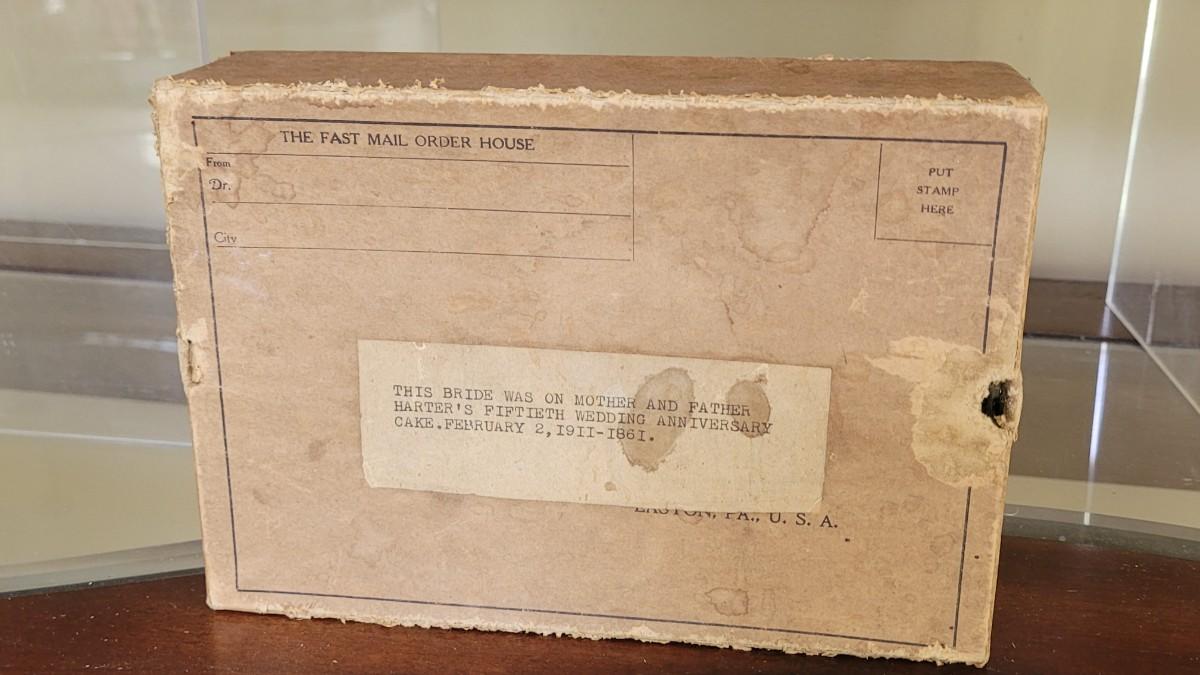 THE FAST MAIL ORDER HOUSE
From
Dr.
City
PUT
STAMP
HERE
THIS BRIDE WAS ON MOTHER AND FATHER
HARTER'S FIFTIETH WEDDING ANNIVERSARY
CAKE.FEBRUARY 2,1911-1861.
EASTON, PA., U. S. A.